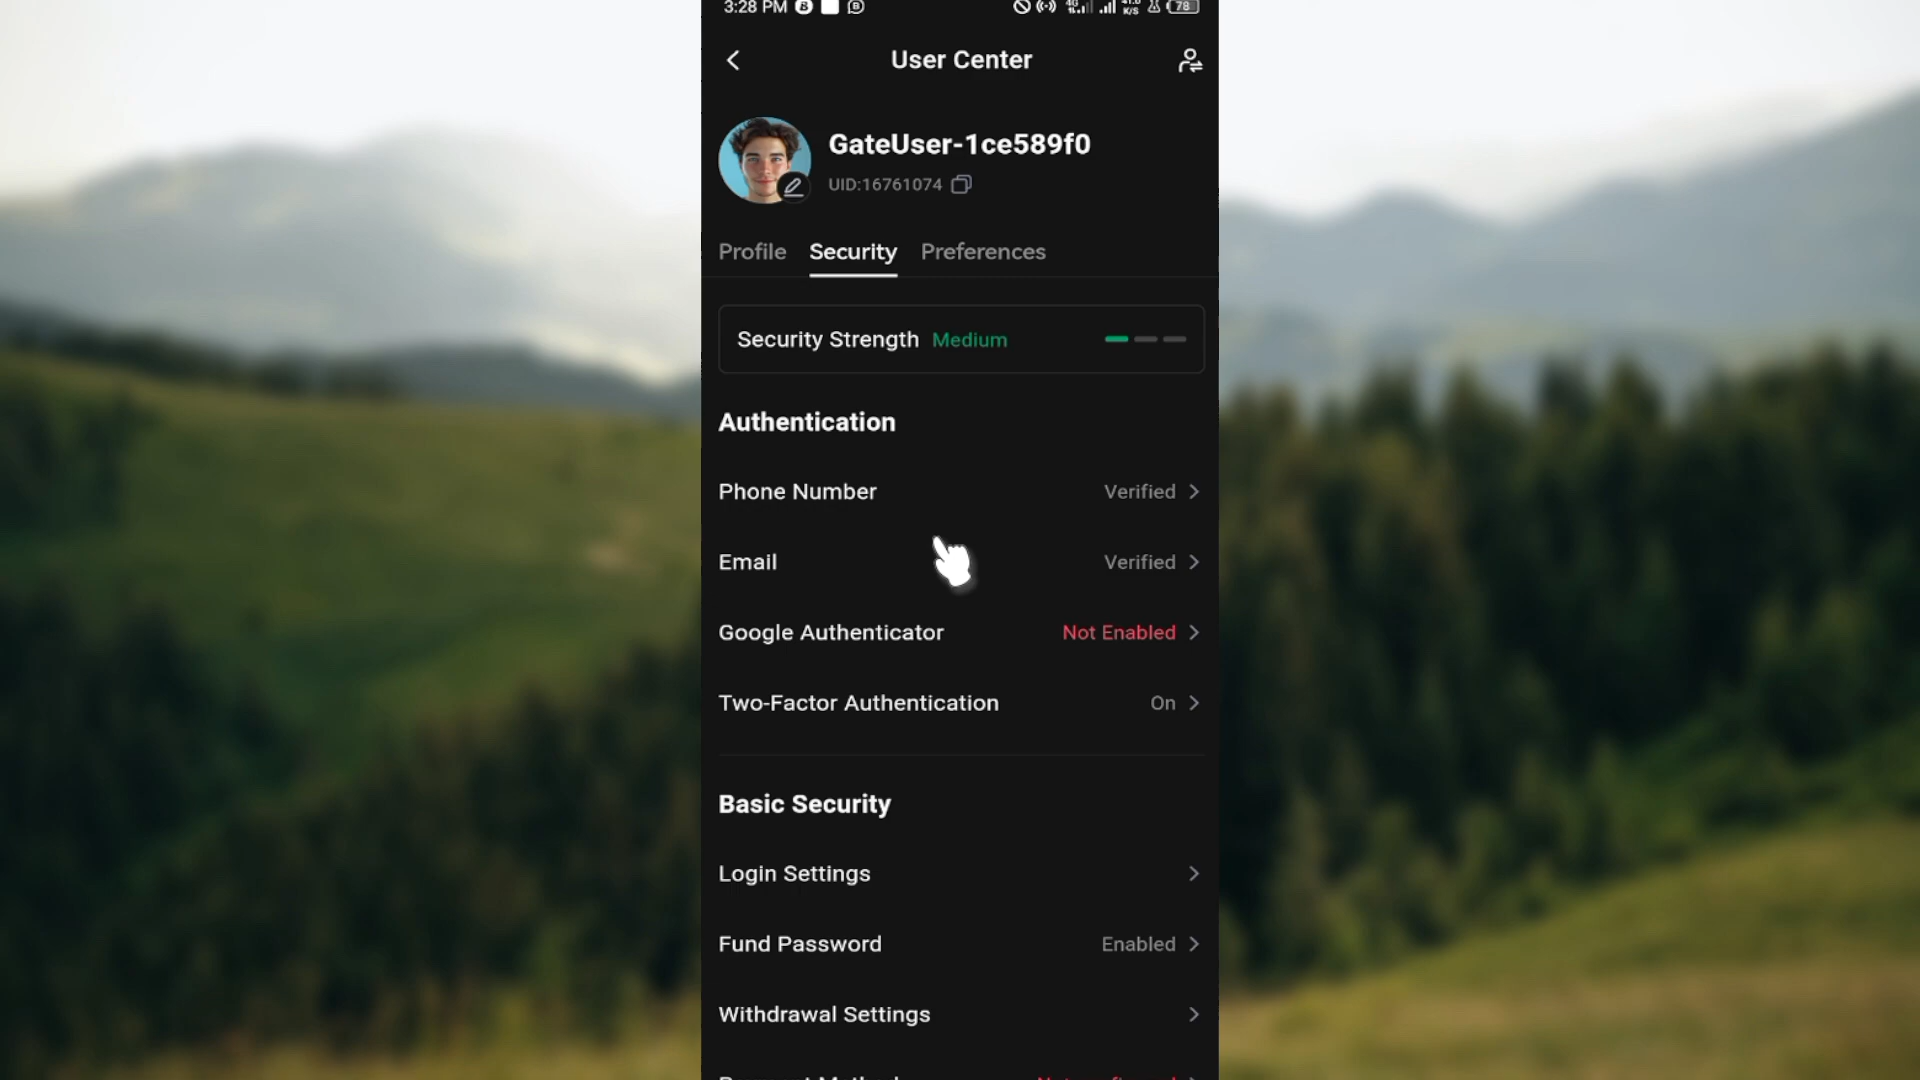 3:28 PM
4G
K/S
78
User Center
GateUser-1ce589f0
UID:16761074
Profile Security Preferences
Security Strength Medium
Authentication
Phone Number Verified
Email Verified
Google Authenticator Not Enabled
Two-Factor Authentication On
Basic Security
Login Settings
Fund Password Enabled
Withdrawal Settings